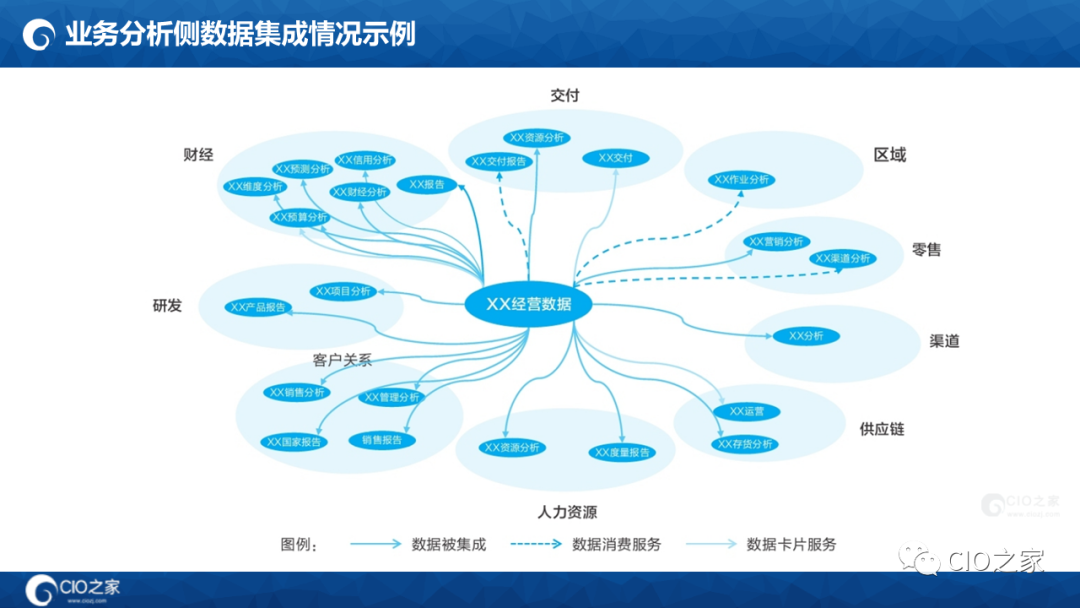 业务分析侧数据集成情况示例
交付
财经
区域
XX资源分析
XX交付报告
XX交付
XX信用分析
XX预测分析
XX维度分析
XX财经分析
XX报告
XX预算分析
XX作业分析
零售
XX营销分析
XX渠道分析
研发
XX项目分析
XX产品报告
XX经营数据
渠道
XX分析
客户关系
XX销售分析
XX管理分析
XX国家报告
销售报告
供应链
XX运营
XX存货分析
XX资源分析
XX度量报告
人力资源
图例： 数据被集成 数据消费服务 数据卡片服务
CIO之家
www.ciozj.com
CIO之家
CIO之家
www.ciozj.com